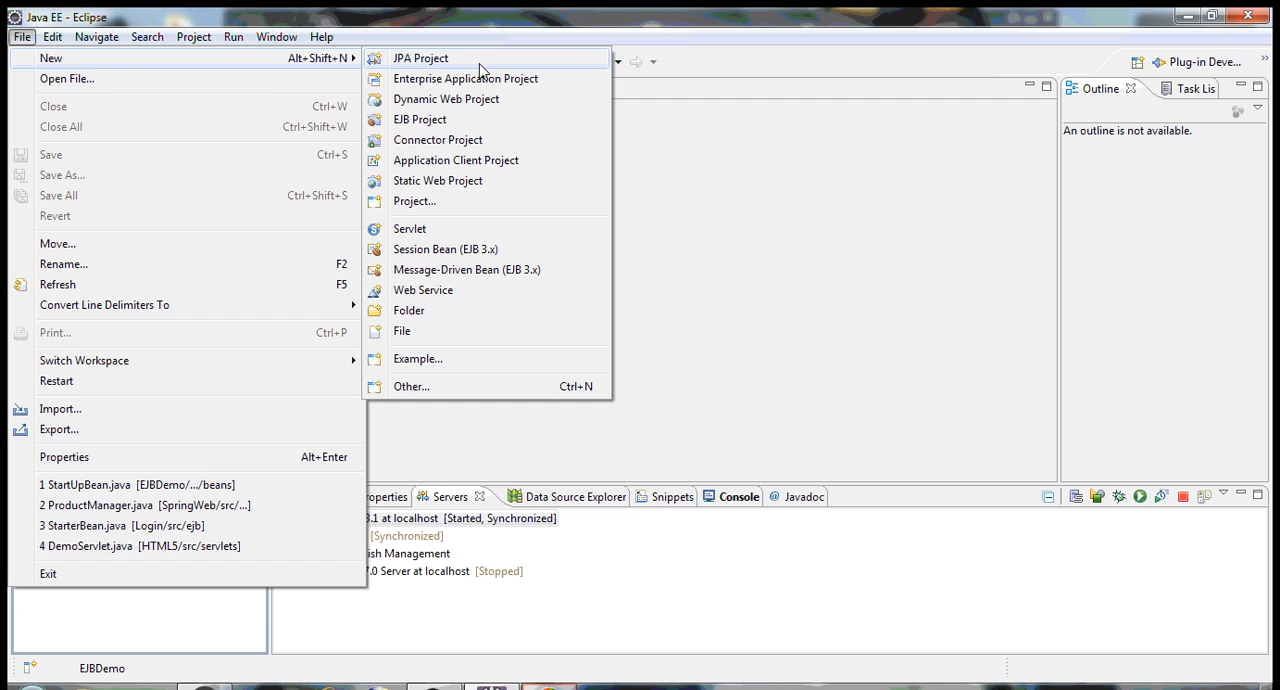 Java EE - Eclipse
File Edit Navigate Search Project Run Window Help
New Alt+Shift+N
Open File...
Close Ctrl+W
Close All Ctrl+Shift+W
Save Ctrl+S
Save As...
Save All Ctrl+Shift+S
Revert
Move...
Rename... F2
Refresh F5
Convert Line Delimiters To
Print... Ctrl+P
Switch Workspace
Restart
Import...
Export...
Properties Alt+Enter
1 StartUpBean.java [EJBDemo/.../beans]
2 ProductManager.java [SpringWeb/src/...]
3 StarterBean.java [Login/src/ejb]
4 DemoServlet.java [HTML5/src/servlets]
Exit
JPA Project
Enterprise Application Project
Dynamic Web Project
EJB Project
Connector Project
Application Client Project
Static Web Project
Project...
Servlet
Session Bean (EJB 3.x)
Message-Driven Bean (EJB 3.x)
Web Service
Folder
File
Example...
Other... Ctrl+N
Plug-in Deve...
Outline Task Lis
An outline is not available.
operties Servers Data Source Explorer Snippets Console Javadoc
3.1 at localhost [Started, Synchronized]
[Synchronized]
ish Management
7.0 Server at localhost [Stopped]
EJBDemo